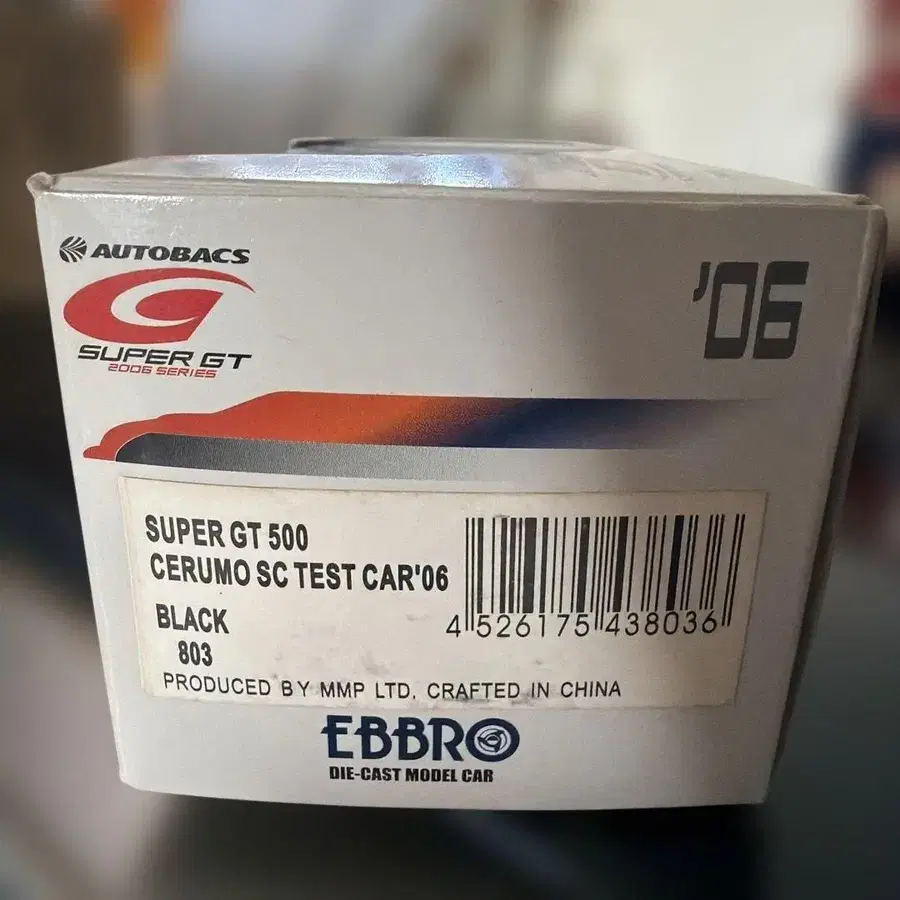 AUTOBACS
SUPER GT
2006 SERIES
'06
SUPER GT 500
CERUMO SC TEST CAR'06
BLACK
803
4 526175 438036
PRODUCED BY MMP LTD. CRAFTED IN CHINA
EBBRO
DIE-CAST MODEL CAR